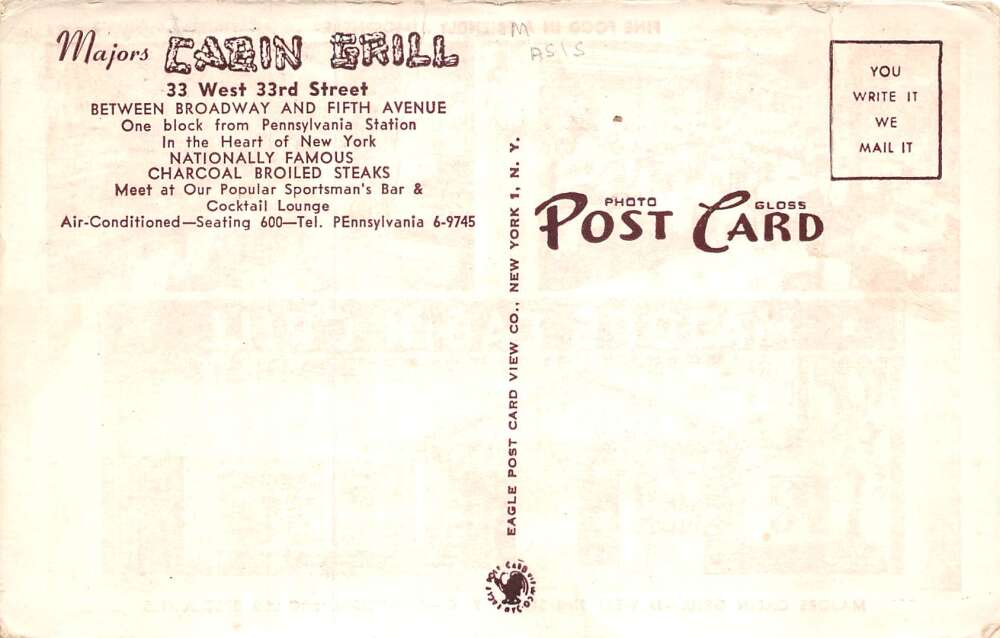 Majors CABIN GRILL
33 West 33rd Street
BETWEEN BROADWAY AND FIFTH AVENUE
One block from Pennsylvania Station
In the Heart of New York
NATIONALLY FAMOUS
CHARCOAL BROILED STEAKS
Meet at Our Popular Sportsman's Bar &
Cocktail Lounge
Air-Conditioned—Seating 600—Tel. PEnnsylvania 6-9745
M
ASIS
YOU
WRITE IT
WE
MAIL IT
PHOTO GLOSS
POST CARD
EAGLE POST CARD VIEW CO., NEW YORK 1, N. Y.